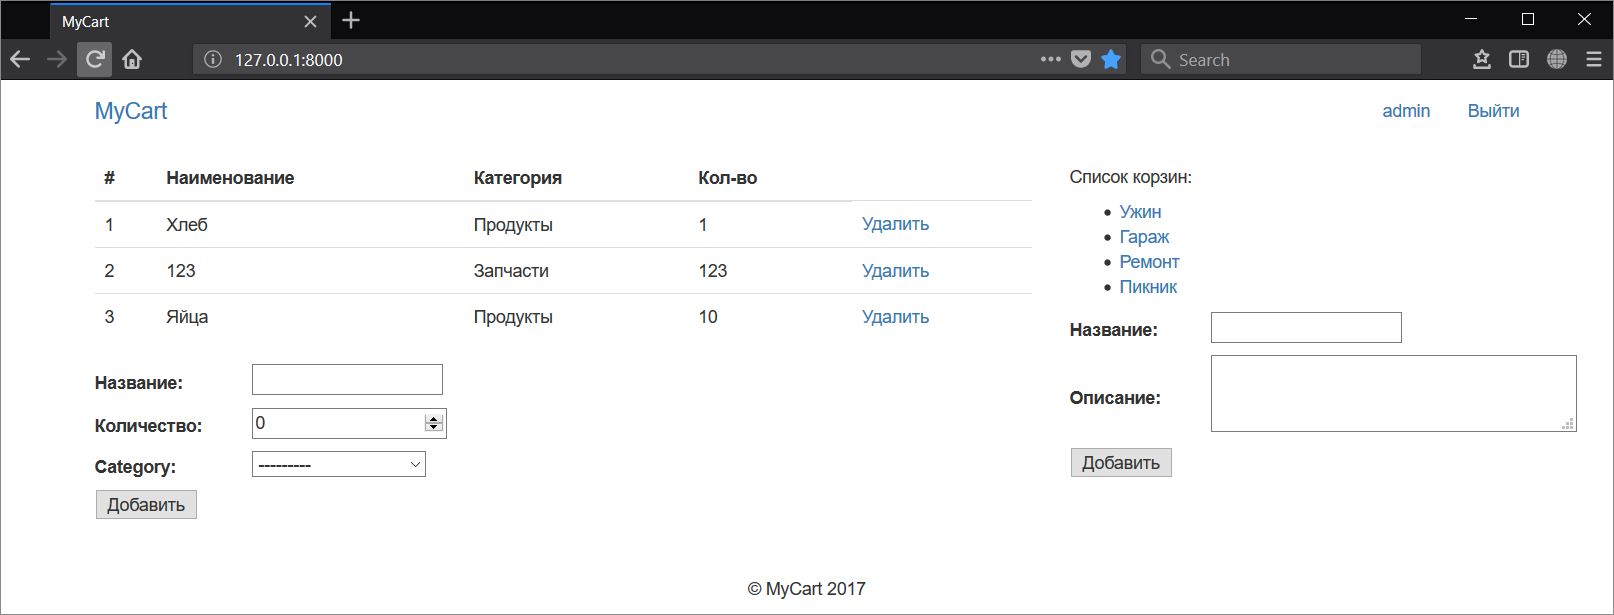 MyCart
127.0.0.1:8000
Search
MyCart
admin Выйти
# Наименование Категория Кол-во
1 Хлеб Продукты 1 Удалить
2 123 Запчасти 123 Удалить
3 Яйца Продукты 10 Удалить
Название:
Количество: 0
Category: ---------
Добавить
Список корзин:
Ужин
Гараж
Ремонт
Пикник
Название:
Описание:
Добавить
© MyCart 2017